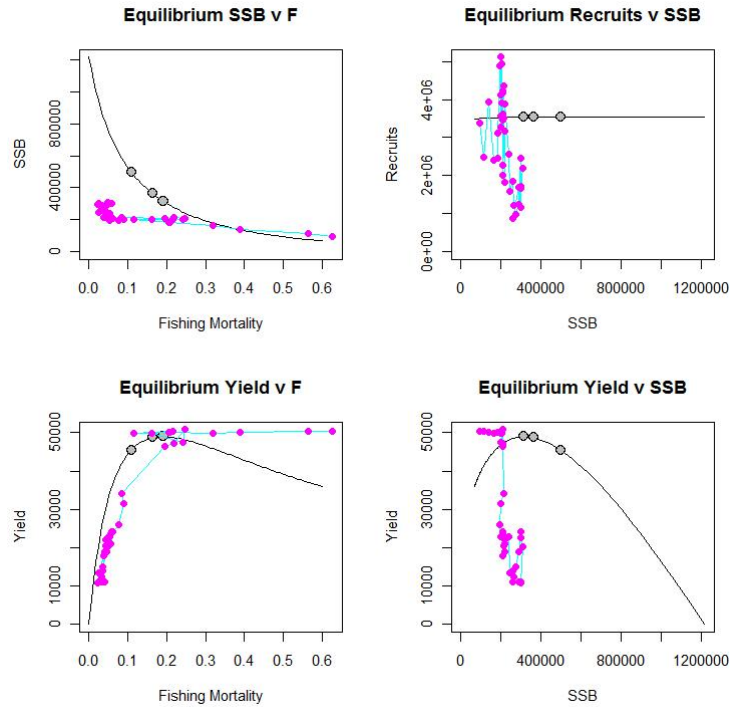 Equilibrium SSB v F
SSB
0 400000 800000
0.0 0.1 0.2 0.3 0.4 0.5 0.6
Fishing Mortality
Equilibrium Recruits v SSB
Recruits
0e+00 2e+06 4e+06
0 400000 800000 1200000
SSB
Equilibrium Yield v F
Yield
0 10000 30000 50000
0.0 0.1 0.2 0.3 0.4 0.5 0.6
Fishing Mortality
Equilibrium Yield v SSB
Yield
0 10000 30000 50000
0 400000 800000 1200000
SSB